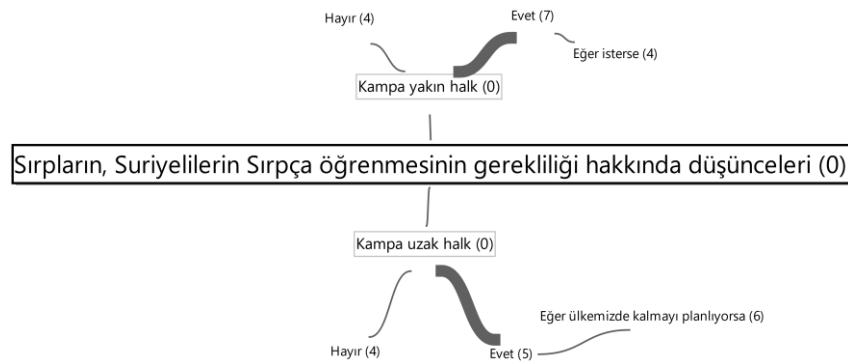 Hayır (4)
Evet (7)
Eğer isterse (4)
Kampa yakın halk (0)
Sırpların, Suriyelilerin Sırpça öğrenmesinin gerekliliği hakkında düşünceleri (0)
Kampa uzak halk (0)
Eğer ülkemizde kalmayı planlıyorsa (6)
Hayır (4)
Evet (5)